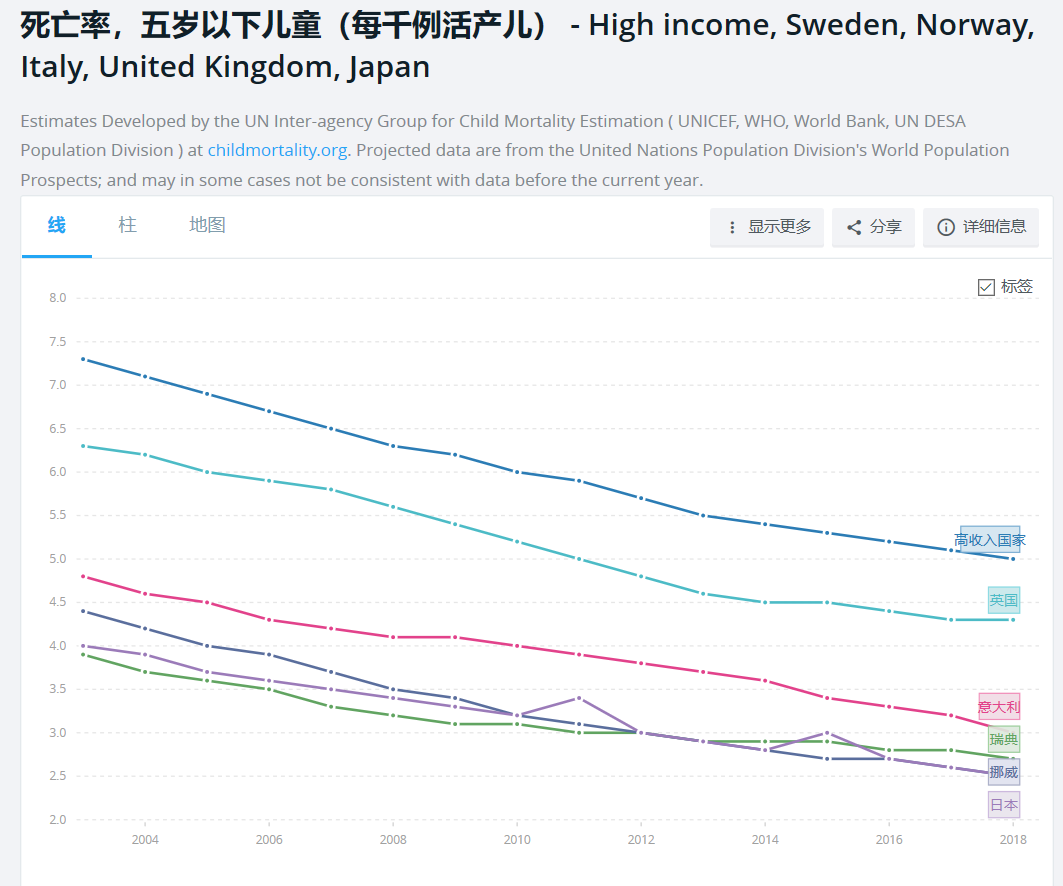 死亡率，五岁以下儿童（每千例活产儿） - High income, Sweden, Norway,
Italy, United Kingdom, Japan
Estimates Developed by the UN Inter-agency Group for Child Mortality Estimation ( UNICEF, WHO, World Bank, UN DESA
Population Division ) at childmortality.org. Projected data are from the United Nations Population Division's World Population
Prospects; and may in some cases not be consistent with data before the current year.
线 柱 地图 显示更多 分享 详细信息
标签
8.0
7.5
7.0
6.5
6.0
5.5
高收入国家
5.0
英国
4.5
4.0
3.5
意大利
3.0
瑞典
挪威
2.5
日本
2.0
2004 2006 2008 2010 2012 2014 2016 2018